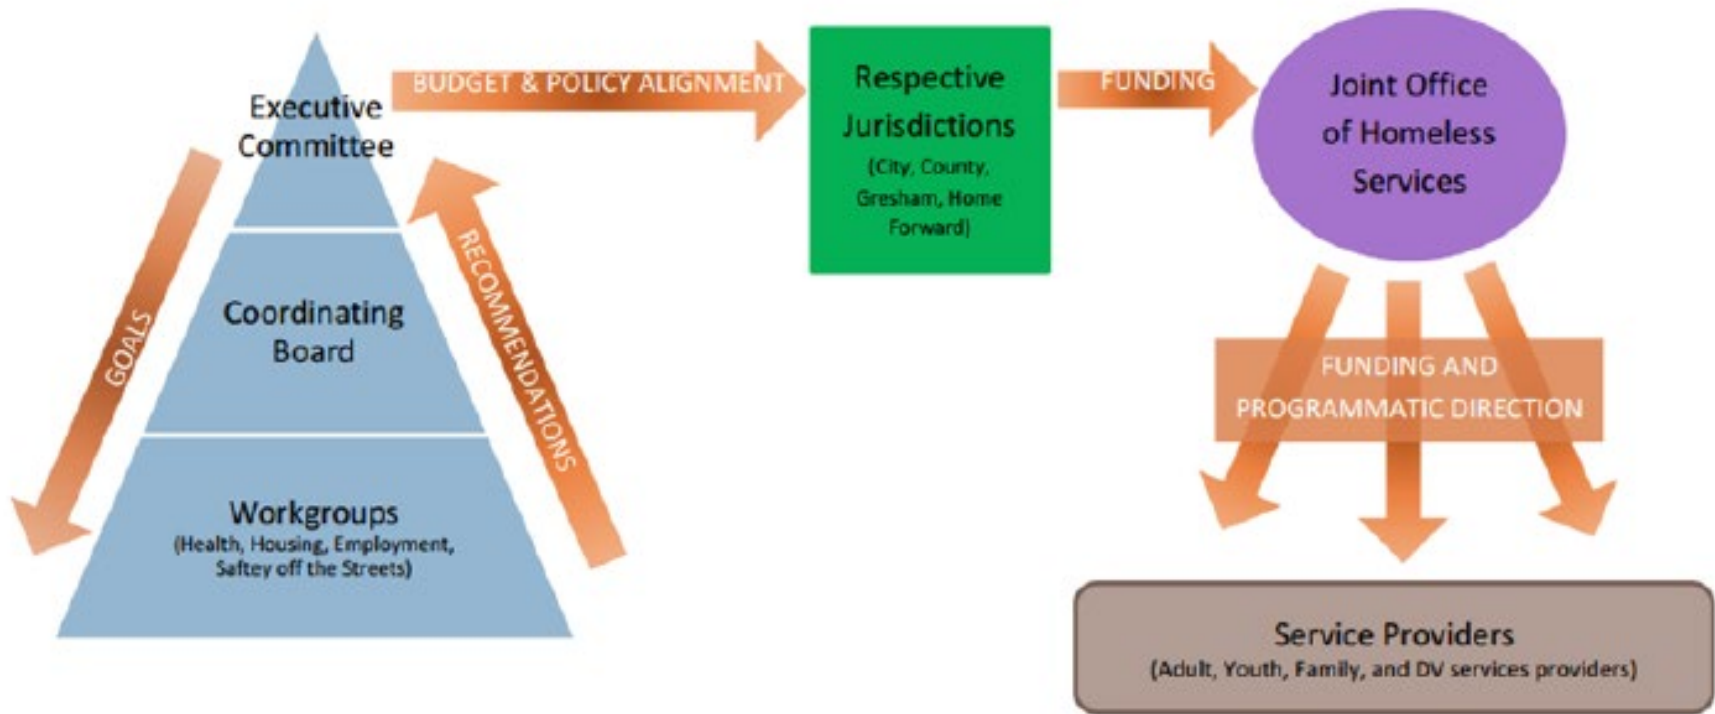 Executive
Committee
Coordinating
Board
Workgroups
(Health, Housing, Employment,
Saftey off the Streets)
GOALS
RECOMMENDATIONS
BUDGET & POLICY ALIGNMENT
Respective
Jurisdictions
(City, County,
Gresham, Home
Forward)
FUNDING
Joint Office
of Homeless
Services
FUNDING AND
PROGRAMMATIC DIRECTION
Service Providers
(Adult, Youth, Family, and DV services providers)